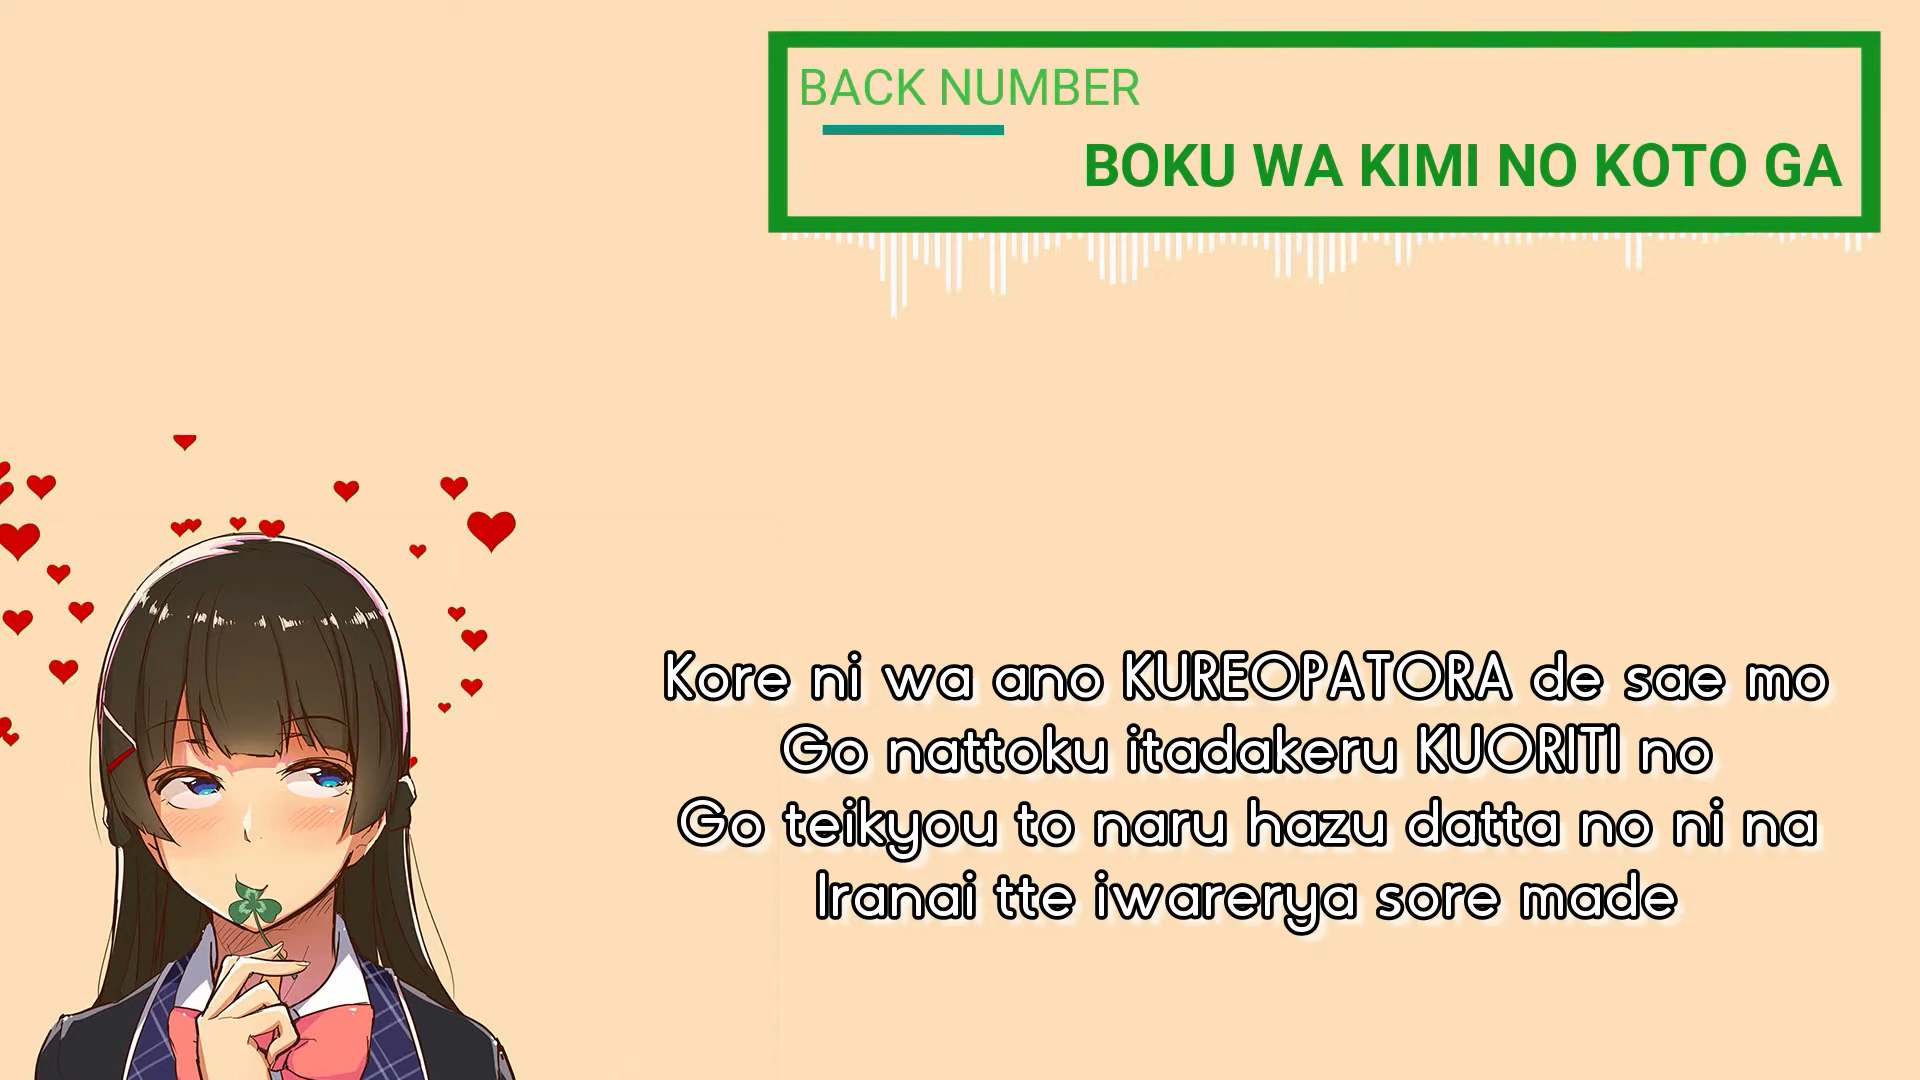 BACK NUMBER
BOKU WA KIMI NO KOTO GA
Kore ni wa ano KUREOPATORA de sae mo
Go nattoku itadakeru KUORITI no
Go teikyou to naru hazu datta no ni na
Iranai tte iwarerya sore made